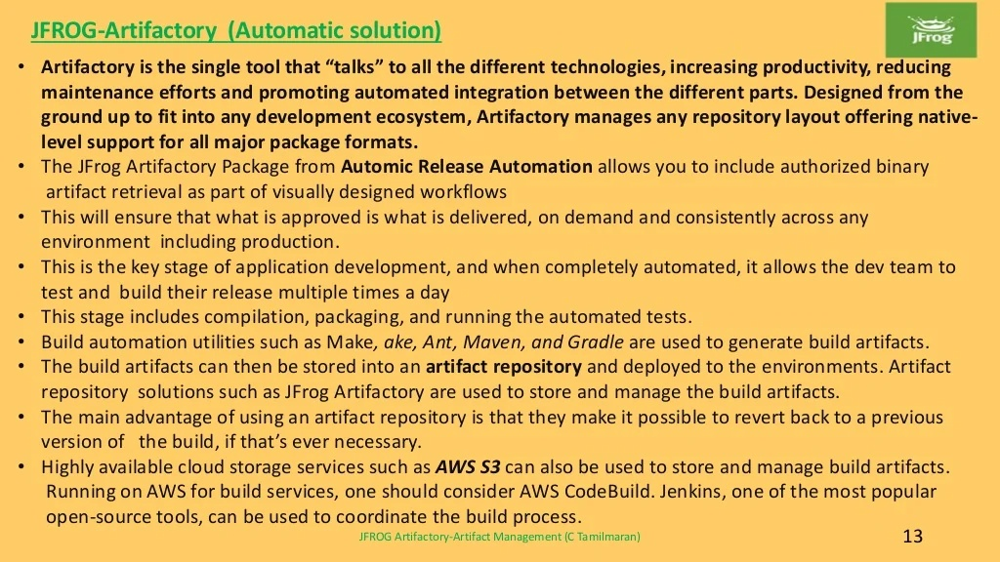 JFROG-Artifactory (Automatic solution)
JFrog
• Artifactory is the single tool that “talks” to all the different technologies, increasing productivity, reducing
maintenance efforts and promoting automated integration between the different parts. Designed from the
ground up to fit into any development ecosystem, Artifactory manages any repository layout offering native-
level support for all major package formats.
• The JFrog Artifactory Package from Automic Release Automation allows you to include authorized binary
artifact retrieval as part of visually designed workflows
• This will ensure that what is approved is what is delivered, on demand and consistently across any
environment including production.
• This is the key stage of application development, and when completely automated, it allows the dev team to
test and build their release multiple times a day
• This stage includes compilation, packaging, and running the automated tests.
• Build automation utilities such as Make, ake, Ant, Maven, and Gradle are used to generate build artifacts.
• The build artifacts can then be stored into an artifact repository and deployed to the environments. Artifact
repository solutions such as JFrog Artifactory are used to store and manage the build artifacts.
• The main advantage of using an artifact repository is that they make it possible to revert back to a previous
version of the build, if that’s ever necessary.
• Highly available cloud storage services such as AWS S3 can also be used to store and manage build artifacts.
Running on AWS for build services, one should consider AWS CodeBuild. Jenkins, one of the most popular
open-source tools, can be used to coordinate the build process.
JFROG Artifactory-Artifact Management (C Tamilmaran)
13